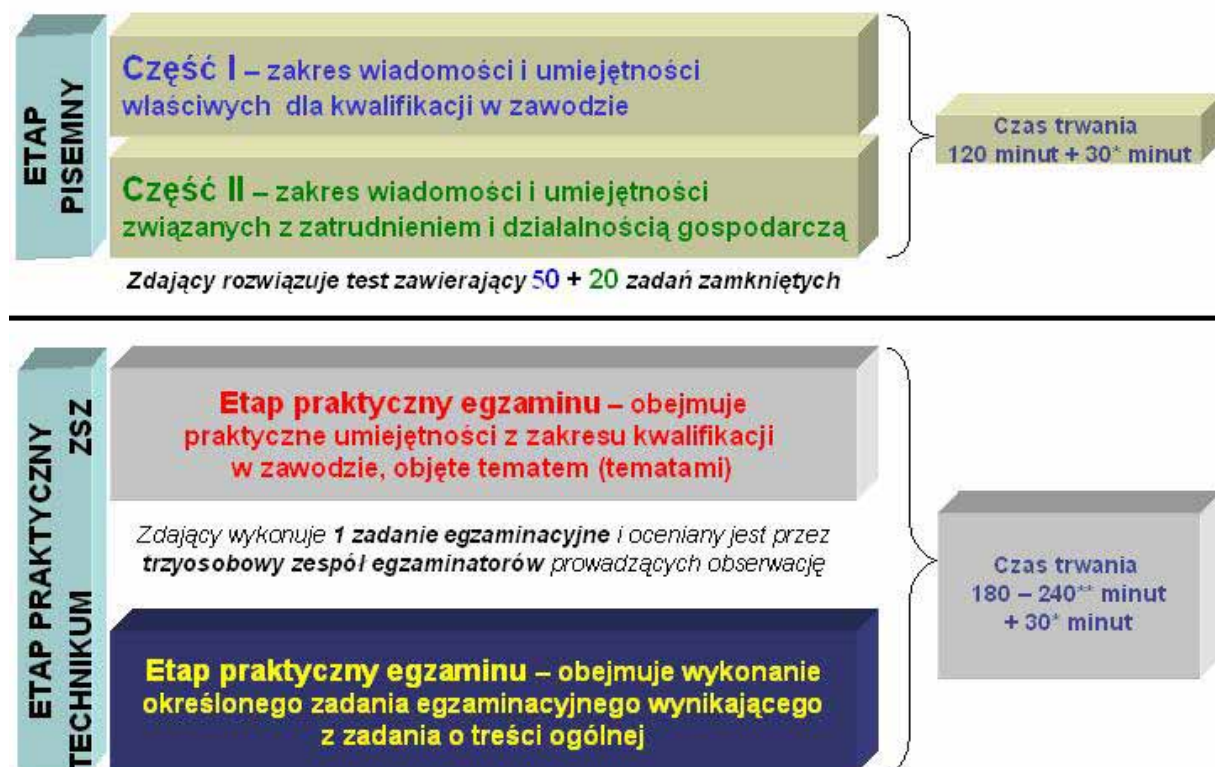 ETAP
PISEMNY
Część I – zakres wiadomości i umiejętności
właściwych dla kwalifikacji w zawodzie
Część II – zakres wiadomości i umiejętności
związanych z zatrudnieniem i działalnością gospodarczą
Czas trwania
120 minut + 30* minut
Zdający rozwiązuje test zawierający 50 + 20 zadań zamkniętych
ETAP PRAKTYCZNY
TECHNIKUM ZSZ
Etap praktyczny egzaminu – obejmuje
praktyczne umiejętności z zakresu kwalifikacji
w zawodzie, objęte tematem (tematami)
Zdający wykonuje 1 zadanie egzaminacyjne i oceniany jest przez
trzyosobowy zespół egzaminatorów prowadzących obserwację
Etap praktyczny egzaminu – obejmuje wykonanie
określonego zadania egzaminacyjnego wynikającego
z zadania o treści ogólnej
Czas trwania
180 – 240** minut
+ 30* minut